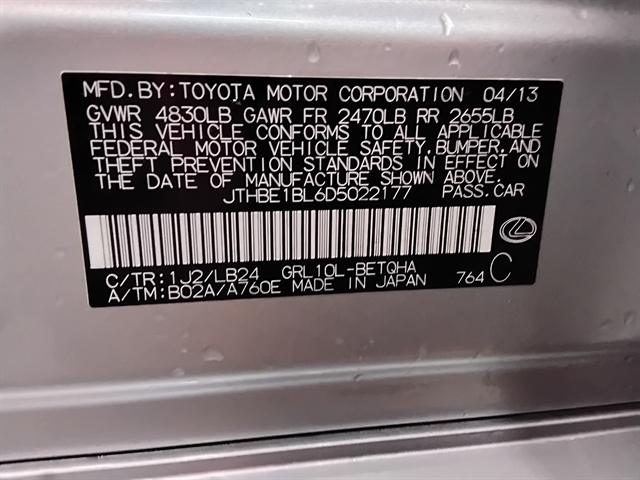 MFD.BY:TOYOTA MOTOR CORPORATION 04/13
GVWR 4830LB GAWR FR 2470LB RR 2655LB
THIS VEHICLE CONFORMS TO ALL APPLICABLE
FEDERAL MOTOR VEHICLE SAFETY,BUMPER,AND
THEFT PREVENTION STANDARDS IN EFFECT ON
THE DATE OF MANUFACTURE SHOWN ABOVE.
JTHBE1BL6D5022177 PASS.CAR
C/TR:1J2/LB24 GRL10L-BETQHA
A/TM:B02A/A760E MADE IN JAPAN 764 C